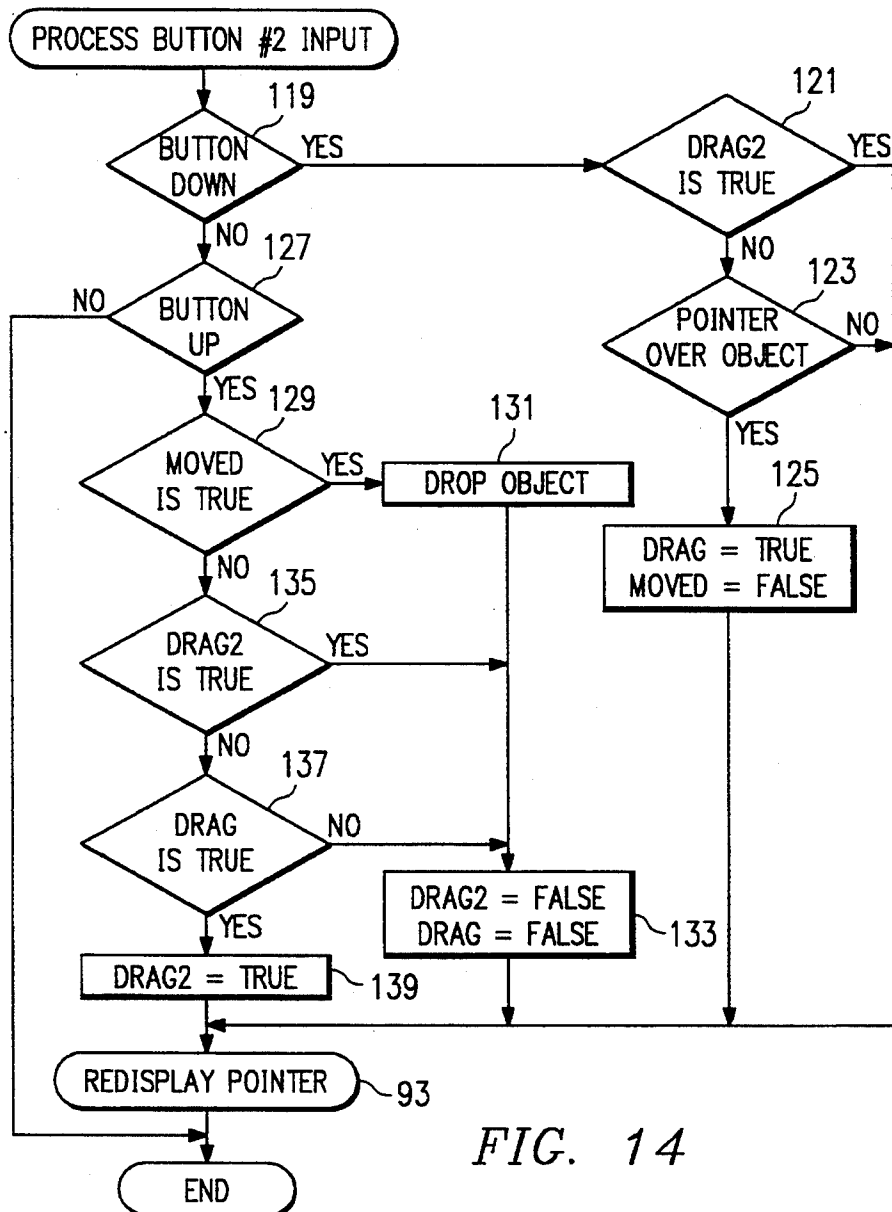 PROCESS BUTTON #2 INPUT
119
BUTTON
DOWN
YES
NO
121
DRAG2
IS TRUE
YES
NO
127
BUTTON
UP
NO
YES
123
POINTER
OVER OBJECT
NO
YES
129
MOVED
IS TRUE
YES
NO
131
DROP OBJECT
125
DRAG = TRUE
MOVED = FALSE
135
DRAG2
IS TRUE
YES
NO
137
DRAG
IS TRUE
NO
YES
DRAG2 = FALSE
DRAG = FALSE
133
DRAG2 = TRUE
139
REDISPLAY POINTER
93
END
FIG. 14